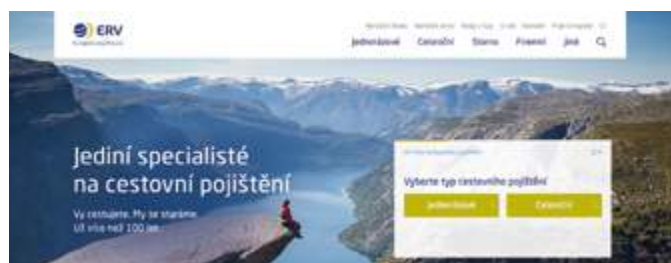 ERV
Jednorázové Celoroční Storno Firemní Jiné
Jediní specialisté
na cestovní pojištění
Vyberte typ cestovního pojištění
Jednorázové Celoroční
Vy cestujete. My se staráme.
Už více než 100 let.